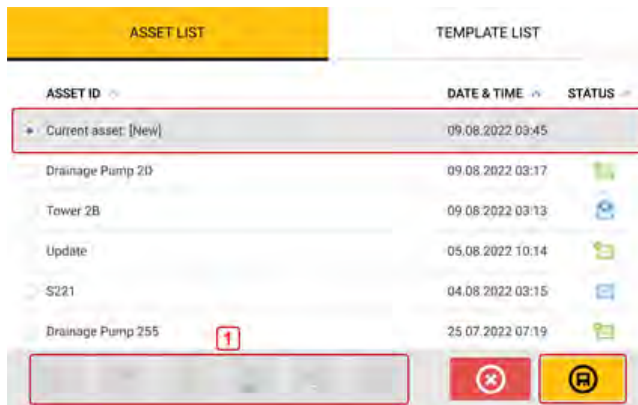 ASSET LIST TEMPLATE LIST
ASSET ID DATE & TIME STATUS
Current asset: [New] 09.08.2022 03:45
Drainage Pump 2D 09.08.2022 03:17
Tower 2B 09.08.2022 03:13
Update 05.08.2022 10:14
S221 04.08.2022 03:15
Drainage Pump 255 25.07.2022 07:19
1